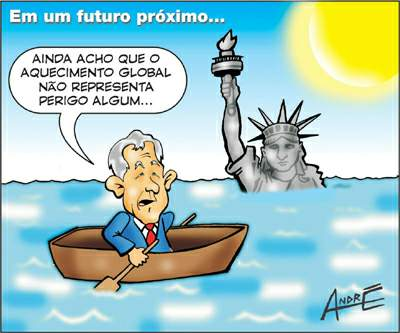 Em um futuro próximo...
AINDA ACHO QUE O
AQUECIMENTO GLOBAL
NÃO REPRESENTA
PERIGO ALGUM...
ANDRÉ